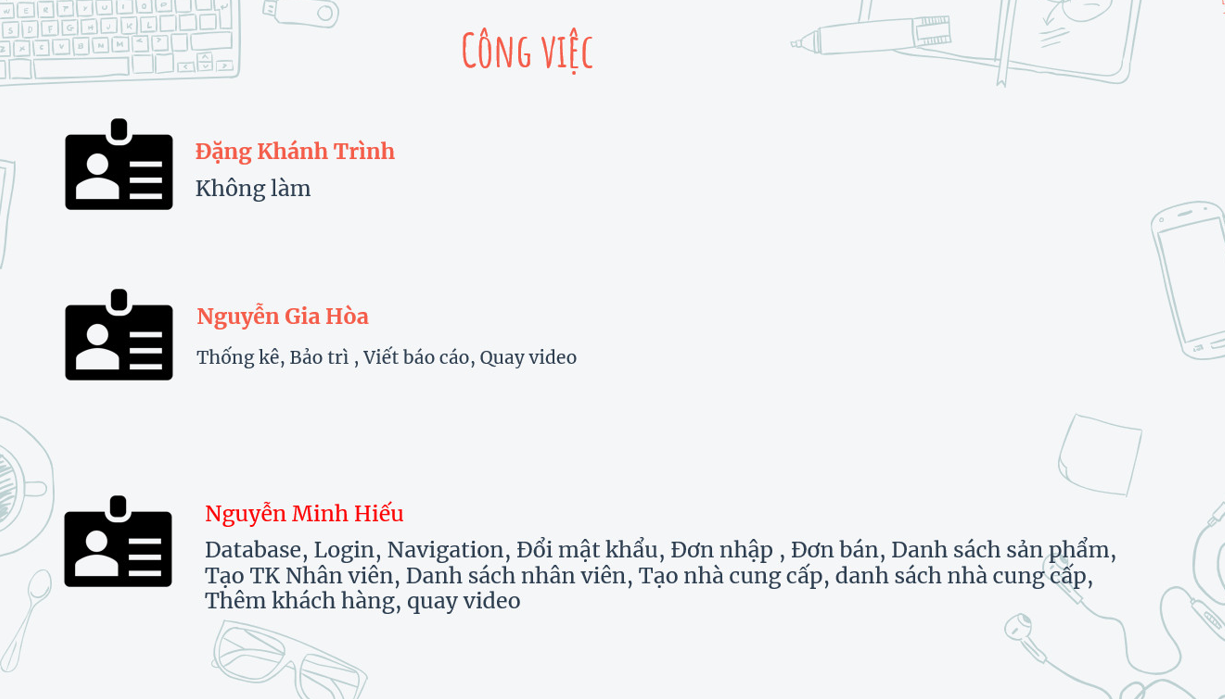 Công việc
Đặng Khánh Trình
Không làm
Nguyễn Gia Hòa
Thống kê, Bảo trì , Viết báo cáo, Quay video
Nguyễn Minh Hiếu
Database, Login, Navigation, Đổi mật khẩu, Đơn nhập , Đơn bán, Danh sách sản phẩm,
Tạo TK Nhân viên, Danh sách nhân viên, Tạo nhà cung cấp, danh sách nhà cung cấp,
Thêm khách hàng, quay video